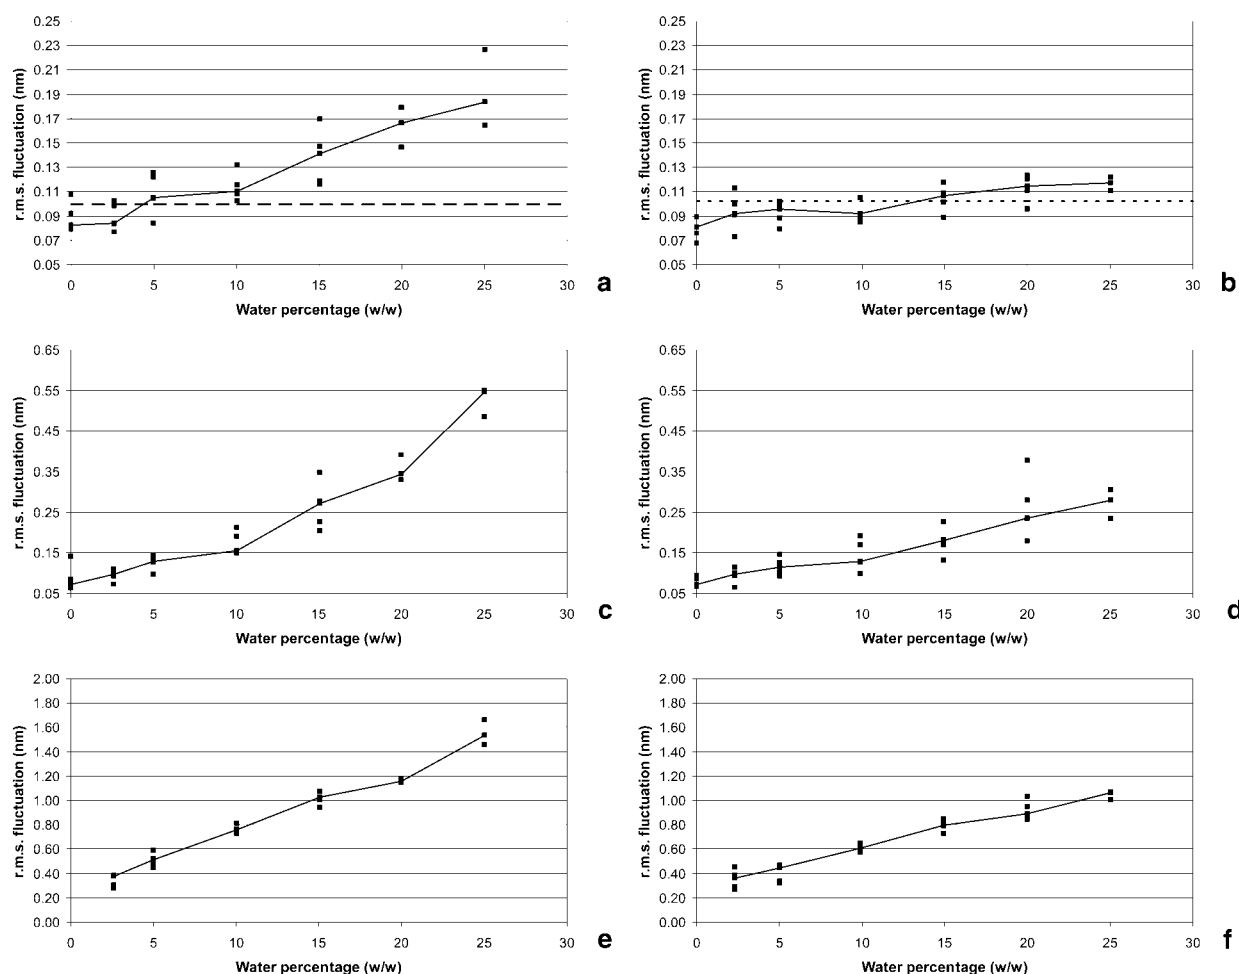 0.25
0.23
0.21
0.19
0.17
0.15
0.13
0.11
0.09
0.07
0.05
r.m.s. fluctuation (nm)
0 5 10 15 20 25 30
Water percentage (w/w)
a
0.25
0.23
0.21
0.19
0.17
0.15
0.13
0.11
0.09
0.07
0.05
r.m.s. fluctuation (nm)
0 5 10 15 20 25 30
Water percentage (w/w)
b
0.65
0.55
0.45
0.35
0.25
0.15
0.05
r.m.s. fluctuation (nm)
0 5 10 15 20 25 30
Water percentage (w/w)
c
0.65
0.55
0.45
0.35
0.25
0.15
0.05
r.m.s. fluctuation (nm)
0 5 10 15 20 25 30
Water percentage (w/w)
d
2.00
1.80
1.60
1.40
1.20
1.00
0.80
0.60
0.40
0.20
0.00
r.m.s. fluctuation (nm)
0 5 10 15 20 25 30
Water percentage (w/w)
e
2.00
1.80
1.60
1.40
1.20
1.00
0.80
0.60
0.40
0.20
0.00
r.m.s. fluctuation (nm)
0 5 10 15 20 25 30
Water percentage (w/w)
f